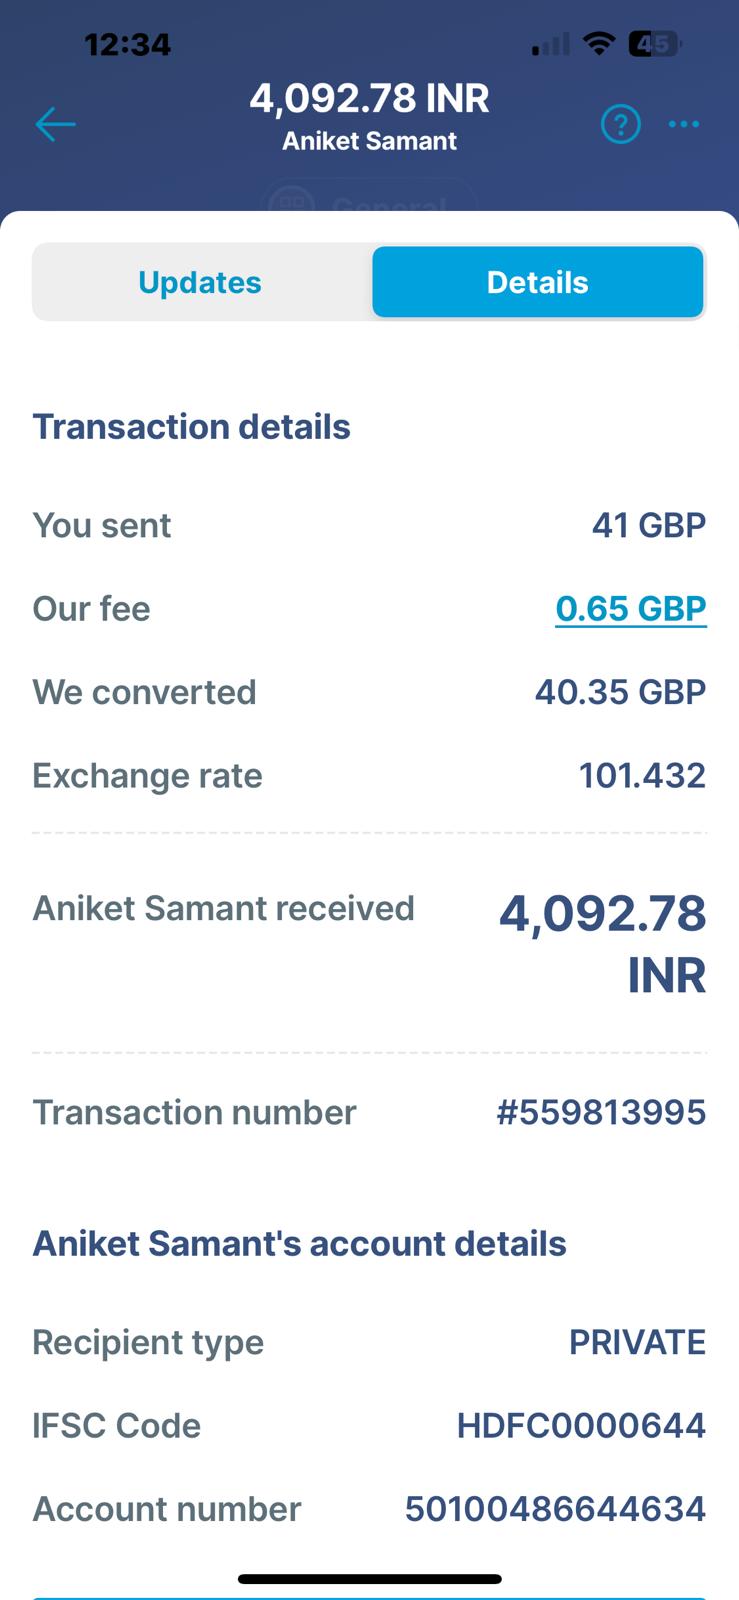 12:34
45
4,092.78 INR
Aniket Samant
?
General
Updates
Details
Transaction details
You sent 41 GBP
Our fee 0.65 GBP
We converted 40.35 GBP
Exchange rate 101.432
Aniket Samant received 4,092.78
INR
Transaction number #559813995
Aniket Samant's account details
Recipient type PRIVATE
IFSC Code HDFC0000644
Account number 50100486644634